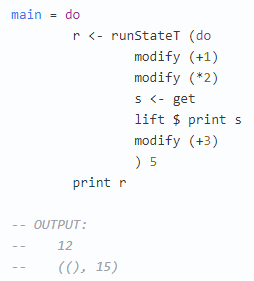 main = do
        r <- runStateT (do
                modify (+1)
                modify (*2)
                s <- get
                lift $ print s
                modify (+3)
                ) 5
        print r
-- OUTPUT:
--    12
--    ((), 15)